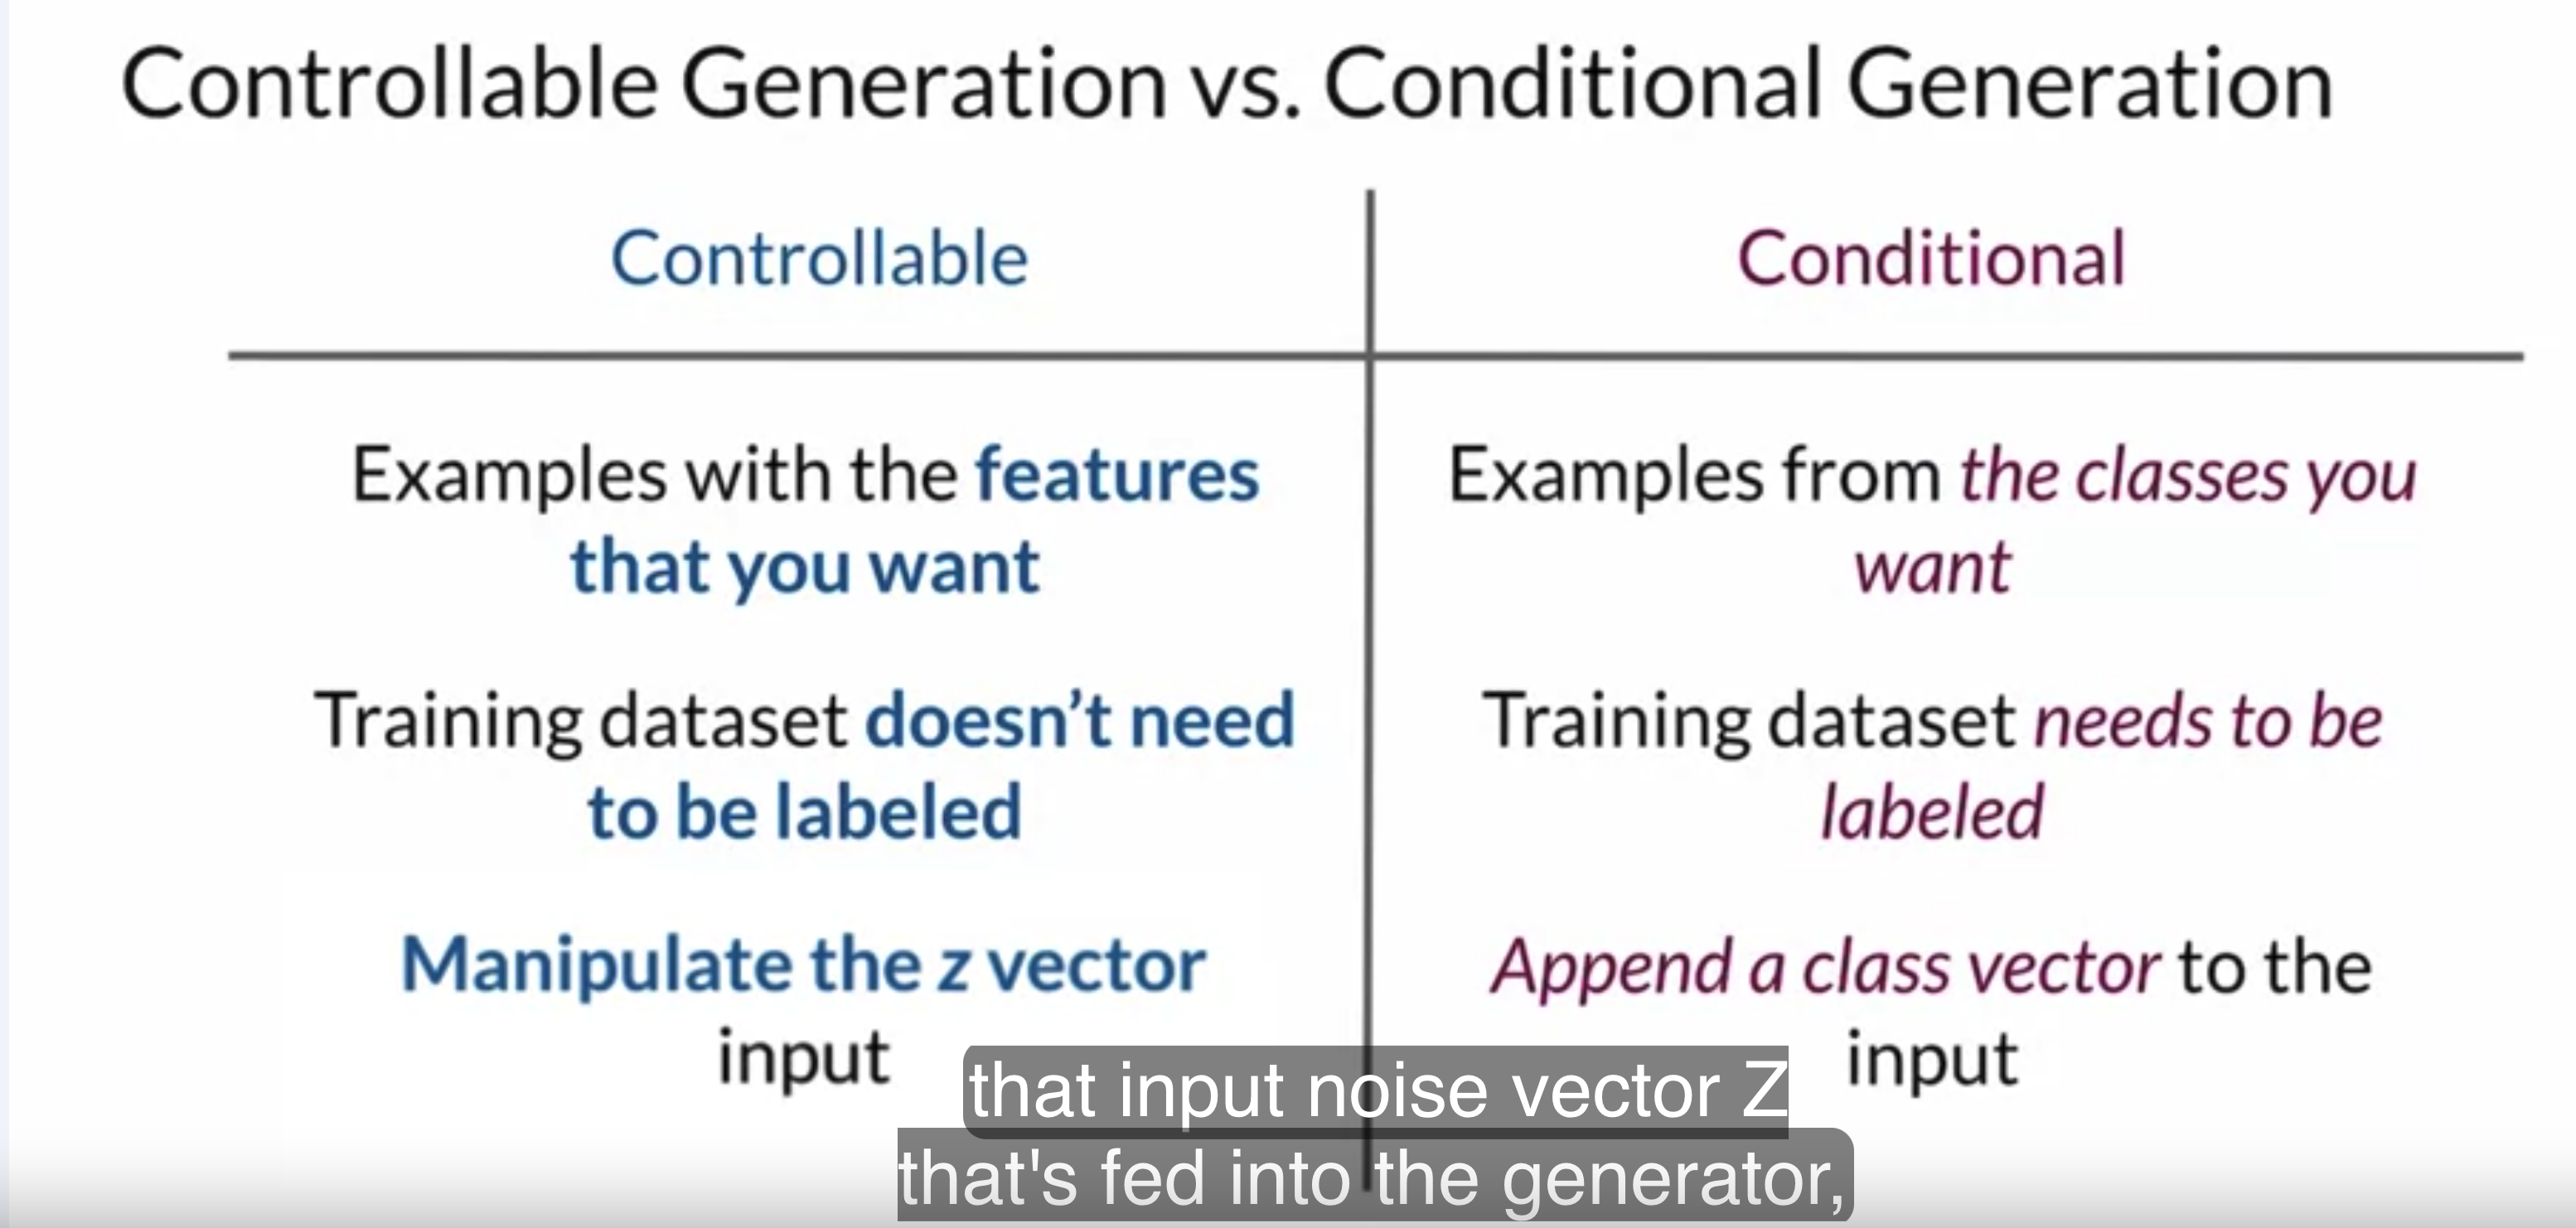 Controllable Generation vs. Conditional Generation
Controllable
Conditional
Examples with the features
that you want
Examples from the classes you
want
Training dataset doesn't need
to be labeled
Training dataset needs to be
labeled
Manipulate the z vector
input
Append a class vector to the
input
that input noise vector Z
that's fed into the generator,